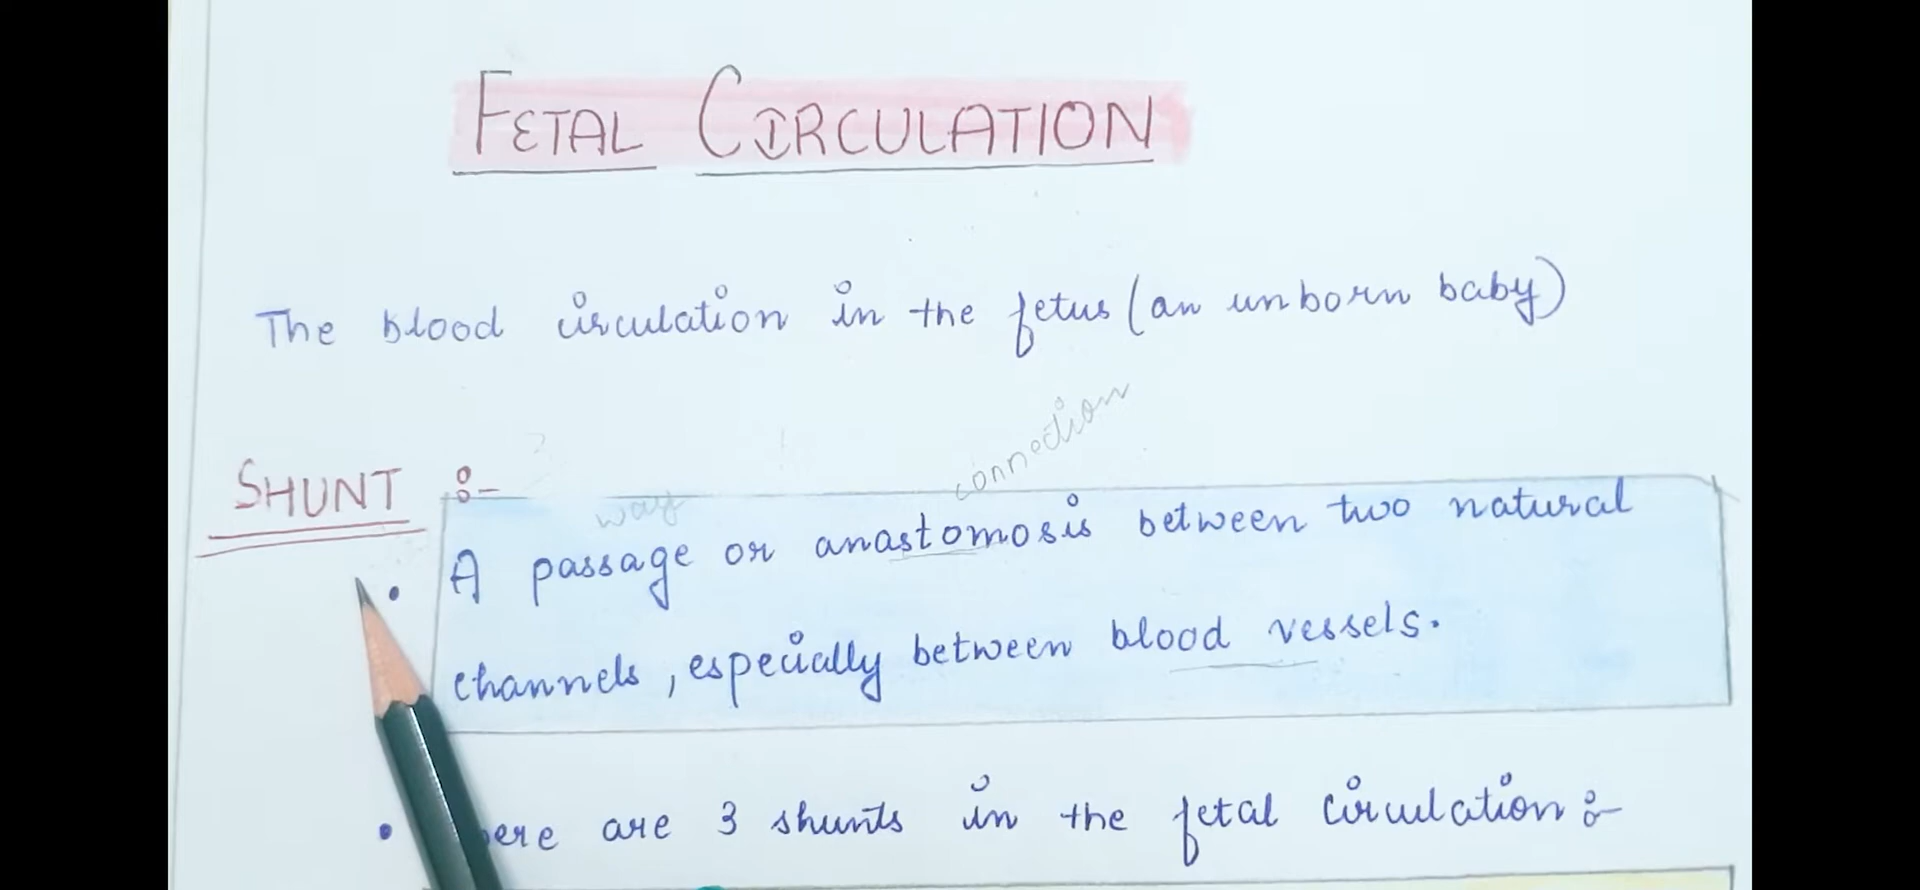 FETAL CIRCULATION
The blood circulation in the fetus (an unborn baby)
connection
SHUNT :-
way
• A passage or anastomosis between two natural
channels, especially between blood vessels.
• ere are 3 shunts in the fetal circulation :-